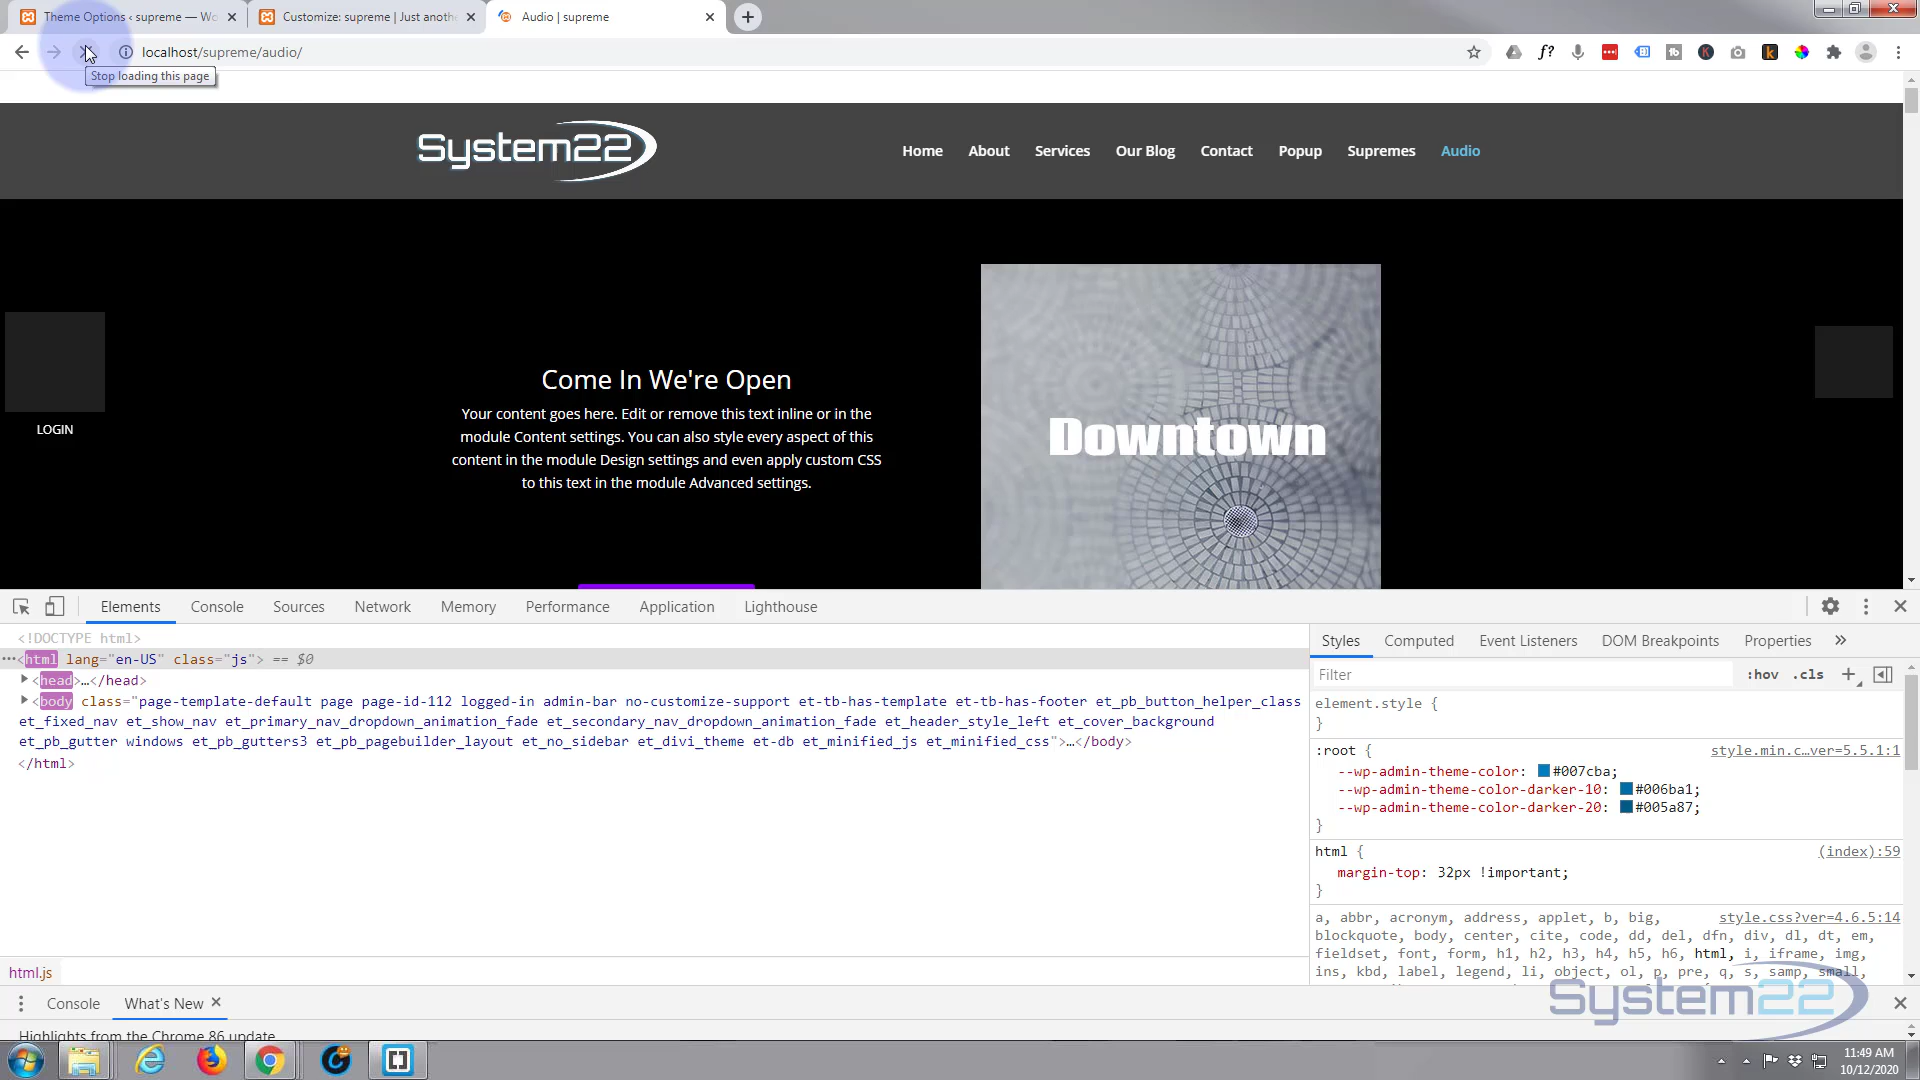 Theme Options ‹ supreme — Wo
Customize: supreme | Just anothe
Audio | supreme
localhost/supreme/audio/
Stop loading this page
System22
Home
About
Services
Our Blog
Contact
Popup
Supremes
Audio
LOGIN
Come In We're Open
Your content goes here. Edit or remove this text inline or in the
module Content settings. You can also style every aspect of this
content in the module Design settings and even apply custom CSS
to this text in the module Advanced settings.
Downtown
Elements
Console
Sources
Network
Memory
Performance
Application
Lighthouse
<!DOCTYPE html>
<html lang="en-US" class="js"> == $0
<head>…</head>
<body class="page-template-default page page-id-112 logged-in admin-bar no-customize-support et-tb-has-template et-tb-has-footer et_pb_button_helper_class
et_fixed_nav et_show_nav et_primary_nav_dropdown_animation_fade et_secondary_nav_dropdown_animation_fade et_header_style_left et_cover_background
et_pb_gutter windows et_pb_gutters3 et_pb_pagebuilder_layout et_no_sidebar et_divi_theme et-db et_minified_js et_minified_css">…</body>
</html>
html.js
Styles
Computed
Event Listeners
DOM Breakpoints
Properties
»
Filter
:hov .cls +
element.style {
}
:root {
style.min.c…ver=5.5.1:1
--wp-admin-theme-color: #007cba;
--wp-admin-theme-color-darker-10: #006ba1;
--wp-admin-theme-color-darker-20: #005a87;
}
html {
(index):59
margin-top: 32px !important;
}
a, abbr, acronym, address, applet, b, big,
style.css?ver=4.6.5:14
blockquote, body, center, cite, code, dd, del, dfn, div, dl, dt, em,
fieldset, font, form, h1, h2, h3, h4, h5, h6, html, i, iframe, img,
ins, kbd, label, legend, li, object, ol, p, pre, q, s, samp, small,
System22
Console
What's New
Highlights from the Chrome 86 update
11:49 AM
10/12/2020